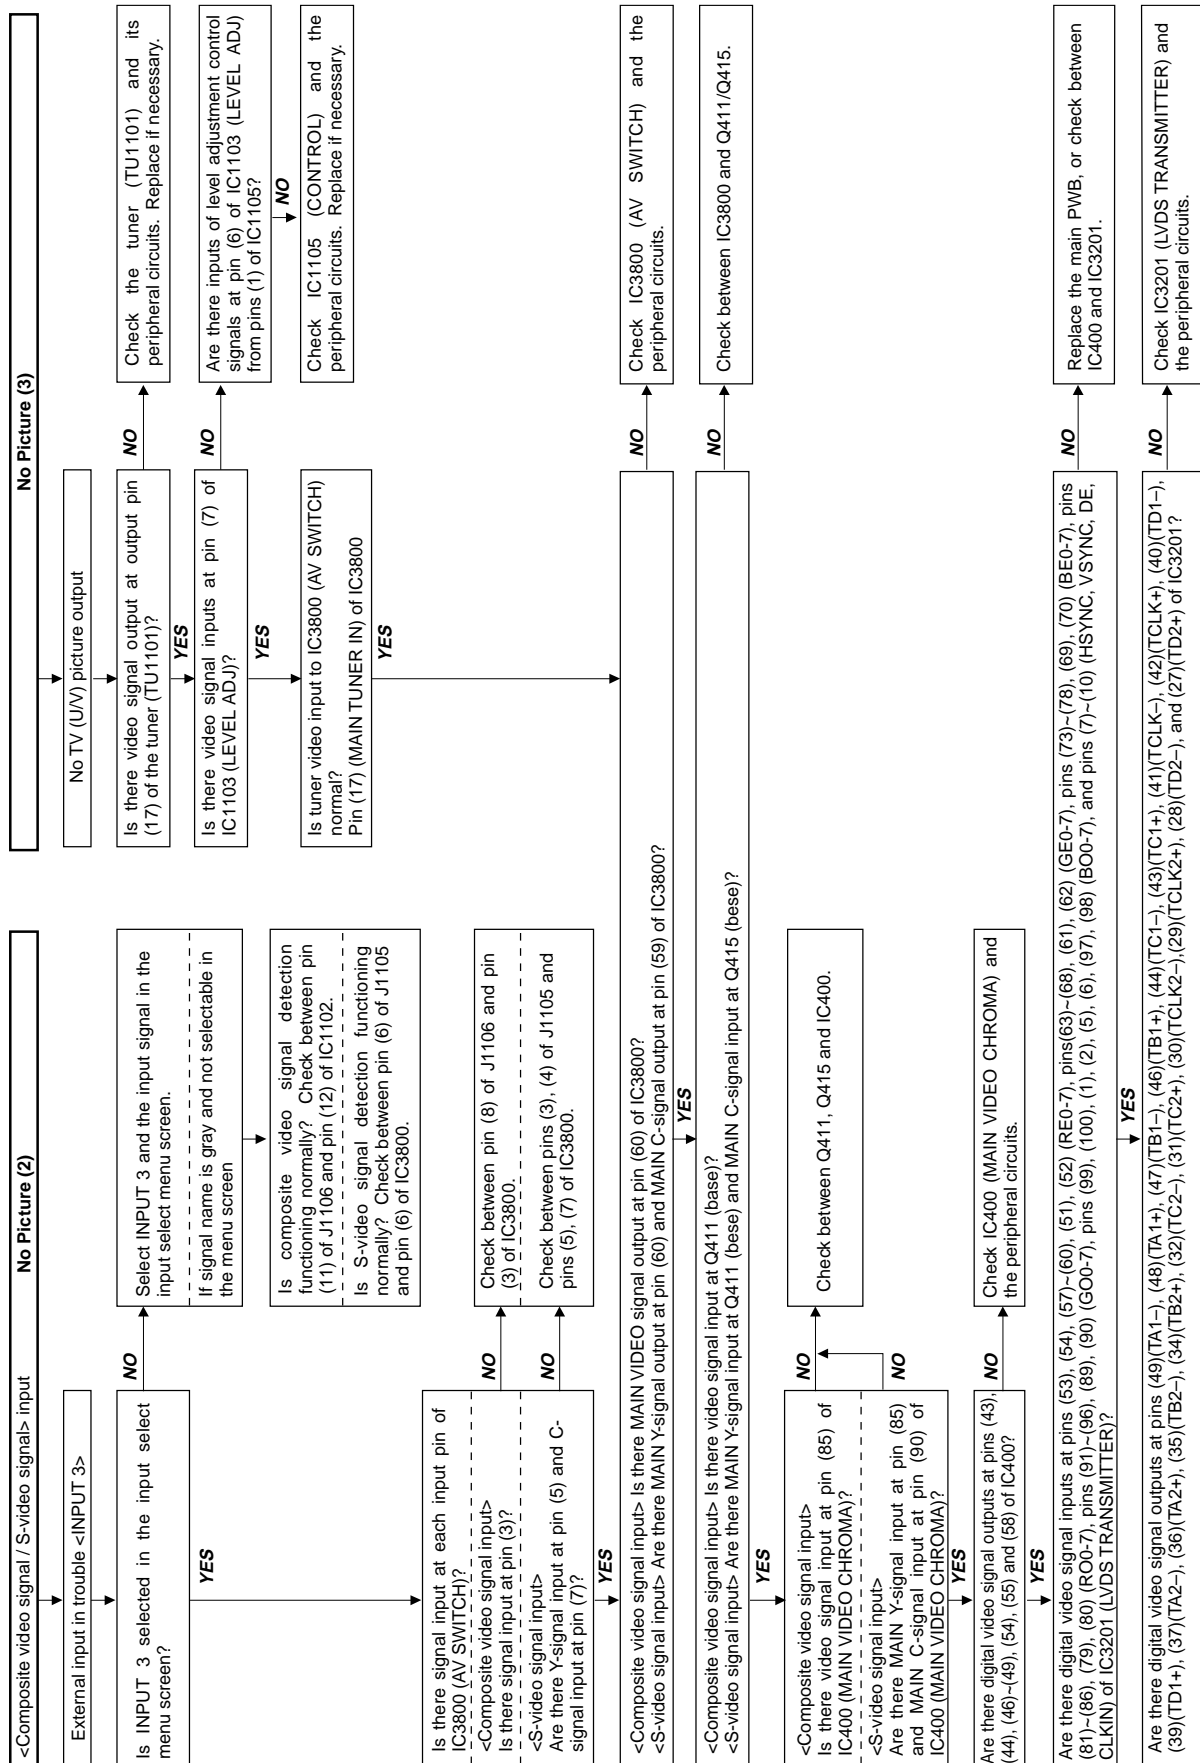 No Picture (2)
<Composite video signal / S-video signal> input
External input in trouble <INPUT 3>
Is INPUT 3 selected in the input select
menu screen?
NO
Select INPUT 3 and the input signal in the
input select menu screen.
If signal name is gray and not selectable in
the menu screen
Is composite video signal detection
functioning normally? Check between pin
(11) of J1106 and pin (12) of IC1102.
Is S-video signal detection functioning
normally? Check between pin (6) of J1105
and pin (6) of IC3800.
YES
Is there signal input at each input pin of
IC3800 (AV SWITCH)?
<Composite video signal input>
Is there signal input at pin (3)?
<S-video signal input>
Are there Y-signal input at pin (5) and C-
signal input at pin (7)?
NO
Check between pin (8) of J1106 and pin
(3) of IC3800.
NO
Check between pins (3), (4) of J1105 and
pins (5), (7) of IC3800.
YES
No Picture (3)
No TV (U/V) picture output
Is there video signal output at output pin
(17) of the tuner (TU1101)?
NO
Check the tuner (TU1101) and its
peripheral circuits. Replace if necessary.
YES
Is there video signal inputs at pin (7) of
IC1103 (LEVEL ADJ)?
NO
Are there inputs of level adjustment control
signals at pin (6) of IC1103 (LEVEL ADJ)
from pins (1) of IC1105?
NO
Check IC1105 (CONTROL) and the
peripheral circuits. Replace if necessary.
YES
Is tuner video input to IC3800 (AV SWITCH)
normal?
Pin (17) (MAIN TUNER IN) of IC3800
YES
<Composite video signal input> Is there MAIN VIDEO signal output at pin (60) of IC3800?
<S-video signal input> Are there MAIN Y-signal output at pin (60) and MAIN C-signal output at pin (59) of IC3800?
NO
Check IC3800 (AV SWITCH) and the
peripheral circuits.
YES
<Composite video signal input> Is there video signal input at Q411 (base)?
<S-video signal input> Are there MAIN Y-signal input at Q411 (bese) and MAIN C-signal input at Q415 (bese)?
NO
Check between IC3800 and Q411/Q415.
YES
<Composite video signal input>
Is there video signal input at pin (85) of
IC400 (MAIN VIDEO CHROMA)?
<S-video signal input>
Are there MAIN Y-signal input at pin (85)
and MAIN C-signal input at pin (90) of
IC400 (MAIN VIDEO CHROMA)?
NO
NO
Check between Q411, Q415 and IC400.
YES
Are there digital video signal outputs at pins (43),
(44), (46)~(49), (54), (55) and (58) of IC400?
NO
Check IC400 (MAIN VIDEO CHROMA) and
the peripheral circuits.
YES
Are there digital video signal inputs at pins (53), (54), (57)~(60), (51), (52) (RE0-7), pins(63)~(68), (61), (62) (GE0-7), pins (73)~(78), (69), (70) (BE0-7), pins
(81)~(86), (79), (80) (RO0-7), pins (91)~(96), (89), (90) (GO0-7), pins (99), (100), (1), (2), (5), (6), (97), (98) (BO0-7), and pins (7)~(10) (HSYNC, VSYNC, DE,
CLKIN) of IC3201 (LVDS TRANSMITTER)?
NO
Replace the main PWB, or check between
IC400 and IC3201.
YES
Are there digital video signal outputs at pins (49)(TA1–), (48)(TA1+), (47)(TB1–), (46)(TB1+), (44)(TC1–), (43)(TC1+), (41)(TCLK–), (42)(TCLK+), (40)(TD1–),
(39)(TD1+), (37)(TA2–), (36)(TA2+), (35)(TB2–), (34)(TB2+), (32)(TC2–), (31)(TC2+), (30)(TCLK2–),(29)(TCLK2+), (28)(TD2–), and (27)(TD2+) of IC3201?
NO
Check IC3201 (LVDS TRANSMITTER) and
the peripheral circuits.